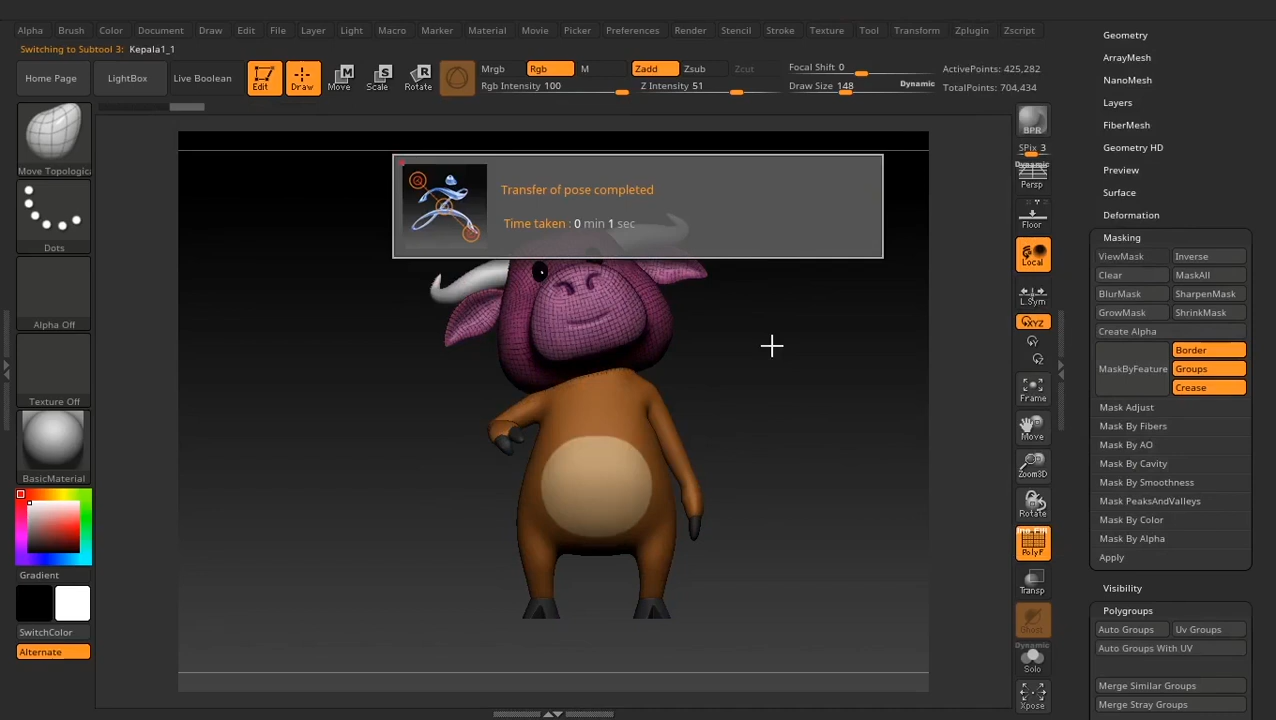 Alpha Brush Color Document Draw Edit File Layer Light Macro Marker Material Movie Picker Preferences Render Stencil Stroke Texture Tool Transform Zplugin Zscript
Switching to Subtool 3: Kepala1_1
Home Page
LightBox
Live Boolean
Edit
Draw
Move
Scale
Rotate
Mrgb
Rgb
M
Rgb Intensity 100
Zadd
Zsub
Zcut
Z Intensity 51
Focal Shift 0
Draw Size 148
Dynamic
ActivePoints: 425,282
TotalPoints: 704,434
Move Topologica
Dots
Alpha Off
Texture Off
BasicMaterial
Gradient
SwitchColor
Alternate
Transfer of pose completed
Time taken : 0 min 1 sec
BPR
SPix 3
Dynamic
Persp
Floor
Local
L.Sym
XYZ
Y
Z
Frame
Move
Zoom3D
Rotate
Line Fill
PolyF
Transp
Ghost
Dynamic
Solo
Xpose
Geometry
ArrayMesh
NanoMesh
Layers
FiberMesh
Geometry HD
Preview
Surface
Deformation
Masking
ViewMask Inverse
Clear MaskAll
BlurMask SharpenMask
GrowMask ShrinkMask
Create Alpha
MaskByFeature
Border
Groups
Crease
Mask Adjust
Mask By Fibers
Mask By AO
Mask By Cavity
Mask By Smoothness
Mask PeaksAndValleys
Mask By Color
Mask By Alpha
Apply
Visibility
Polygroups
Auto Groups Uv Groups
Auto Groups With UV
Merge Similar Groups
Merge Stray Groups